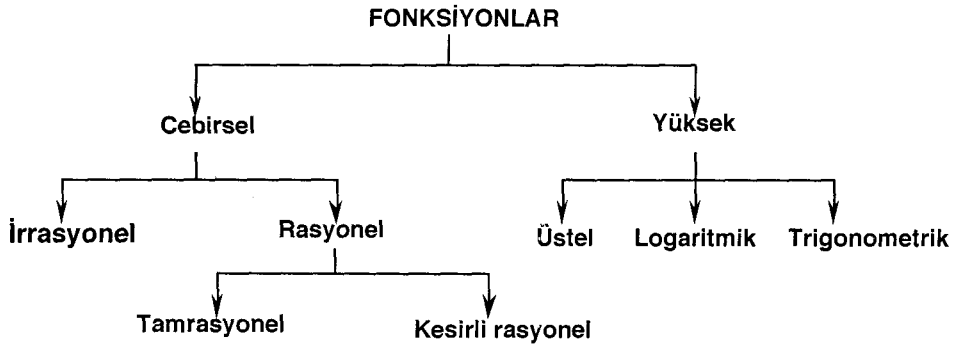 FONKSİYONLAR
Cebirsel
Yüksek
İrrasyonel
Rasyonel
Üstel
Logaritmik
Trigonometrik
Tamrasyonel
Kesirli rasyonel